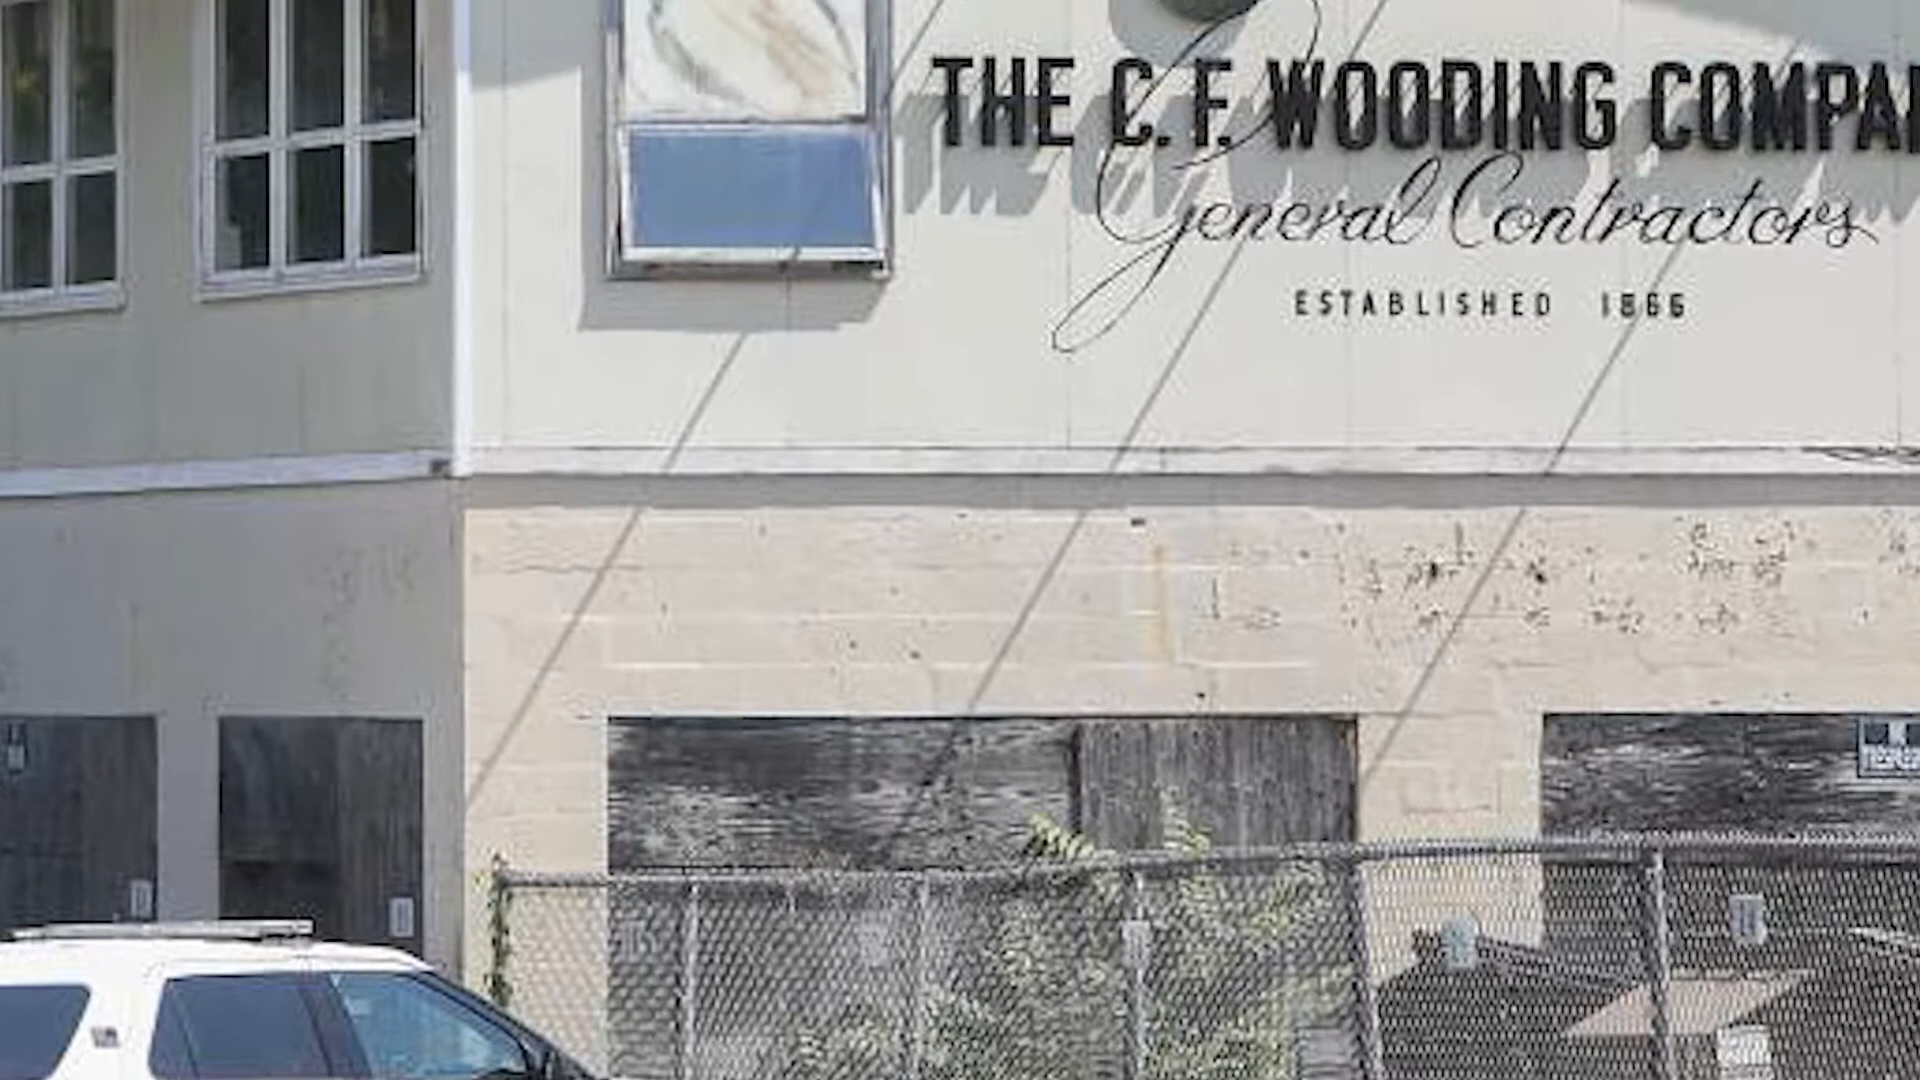 THE C. F. WOODING COMPA
General Contractors
ESTABLISHED 1866